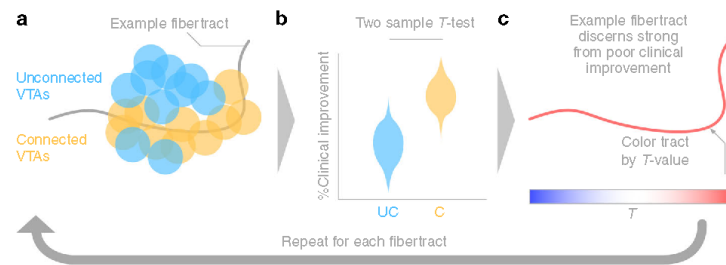 a
Example fibertract
Unconnected
VTAs
Connected
VTAs
b
Two sample T-test
%Clinical improvement
UC
C
c
Example fibertract
discerns strong
from poor clinical
improvement
Color tract
by T-value
T
Repeat for each fibertract